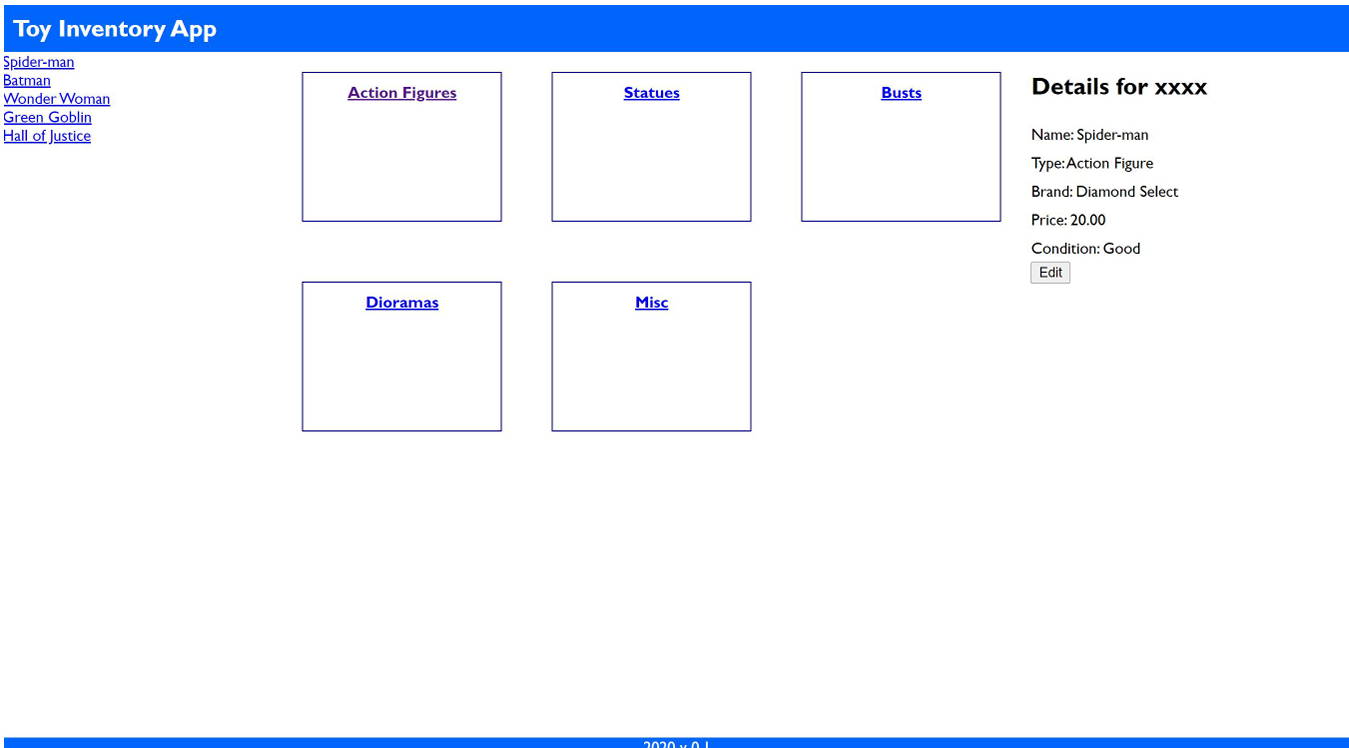 Toy Inventory App
Spider-man
Batman
Wonder Woman
Green Goblin
Hall of Justice
Action Figures
Statues
Busts
Dioramas
Misc
Details for xxxx
Name: Spider-man
Type: Action Figure
Brand: Diamond Select
Price: 20.00
Condition: Good
Edit
2020 v 0.1